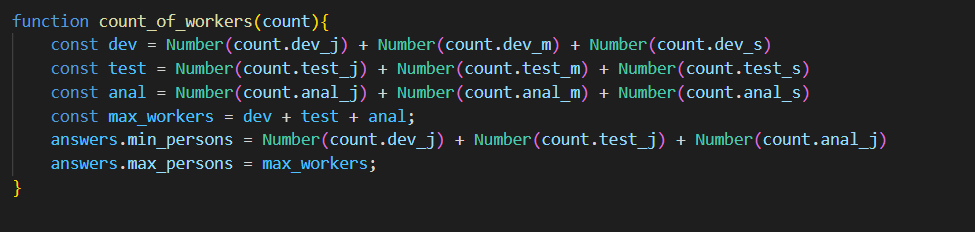 function count_of_workers(count){
    const dev = Number(count.dev_j) + Number(count.dev_m) + Number(count.dev_s)
    const test = Number(count.test_j) + Number(count.test_m) + Number(count.test_s)
    const anal = Number(count.anal_j) + Number(count.anal_m) + Number(count.anal_s)
    const max_workers = dev + test + anal;
    answers.min_persons = Number(count.dev_j) + Number(count.test_j) + Number(count.anal_j)
    answers.max_persons = max_workers;
}